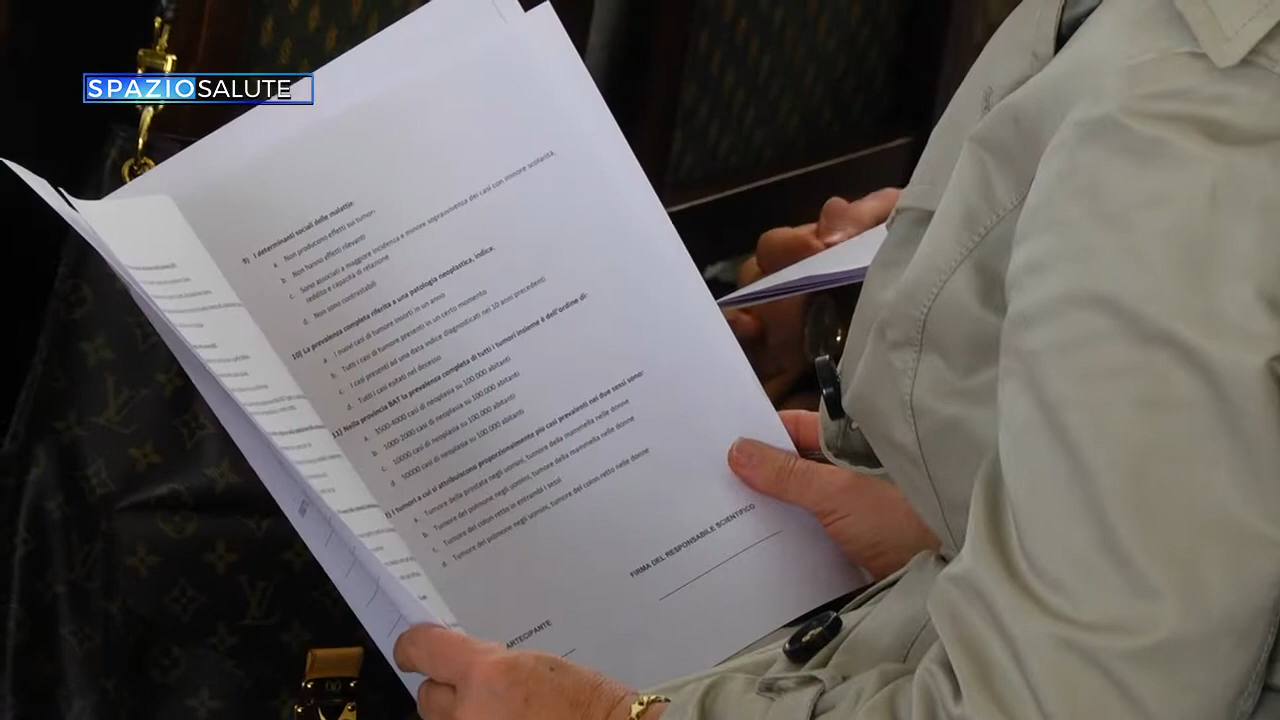 SPAZIOSALUTE
9) I determinanti sociali delle malattie:
a. Non producono effetti sui tumori
b. Non hanno effetti rilevanti
c. Sono associati a maggiore incidenza e minore sopravvivenza dei casi con minore scolarità,
reddito e capacità di relazione
d. Non sono contrastabili
10) La prevalenza completa riferita a una patologia neoplastica, indica:
a. I nuovi casi di tumore insorti in un anno
b. Tutti i casi di tumore presenti in un certo momento
c. I casi presenti ad una data indice diagnosticati nei 10 anni precedenti
d. Tutti i casi esitati nel decesso
11) Nella provincia BAT la prevalenza completa di tutti i tumori insieme è dell'ordine di:
a. 3500-4000 casi di neoplasia su 100.000 abitanti
b. 1000-2000 casi di neoplasia su 100.000 abitanti
c. 10000 casi di neoplasia su 100.000 abitanti
d. 50000 casi di neoplasia su 100.000 abitanti
) I tumori a cui si attribuiscono proporzionalmente più casi prevalenti nei due sessi sono:
a. Tumore della prostata negli uomini, tumore della mammella nelle donne
b. Tumore del polmone negli uomini, tumore della mammella nelle donne
c. Tumore del colon-retto in entrambi i sessi
d. Tumore del polmone negli uomini, tumore del colon-retto nelle donne
FIRMA DEL RESPONSABILE SCIENTIFICO
ARTECIPANTE